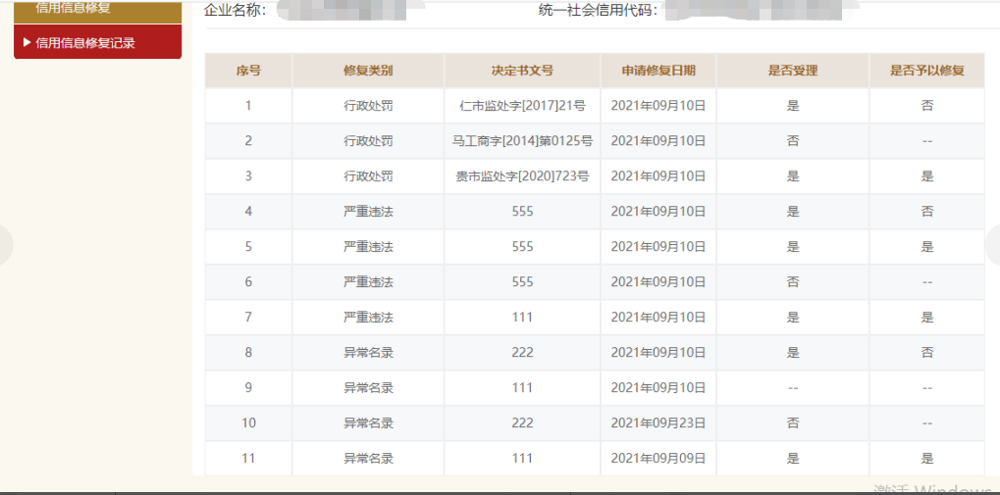 信用信息修复
企业名称： 统一社会信用代码：
信用信息修复记录
序号 修复类别 决定书文号 申请修复日期 是否受理 是否予以修复
1 行政处罚 仁市监处字[2017]21号 2021年09月10日 是 否
2 行政处罚 马工商字[2014]第0125号 2021年09月10日 否 --
3 行政处罚 贵市监处字[2020]723号 2021年09月10日 是 是
4 严重违法 555 2021年09月10日 是 否
5 严重违法 555 2021年09月10日 是 是
6 严重违法 555 2021年09月10日 否 --
7 严重违法 111 2021年09月10日 是 是
8 异常名录 222 2021年09月10日 是 否
9 异常名录 111 2021年09月10日 -- --
10 异常名录 222 2021年09月23日 否 --
11 异常名录 111 2021年09月09日 是 是
激活 Windows